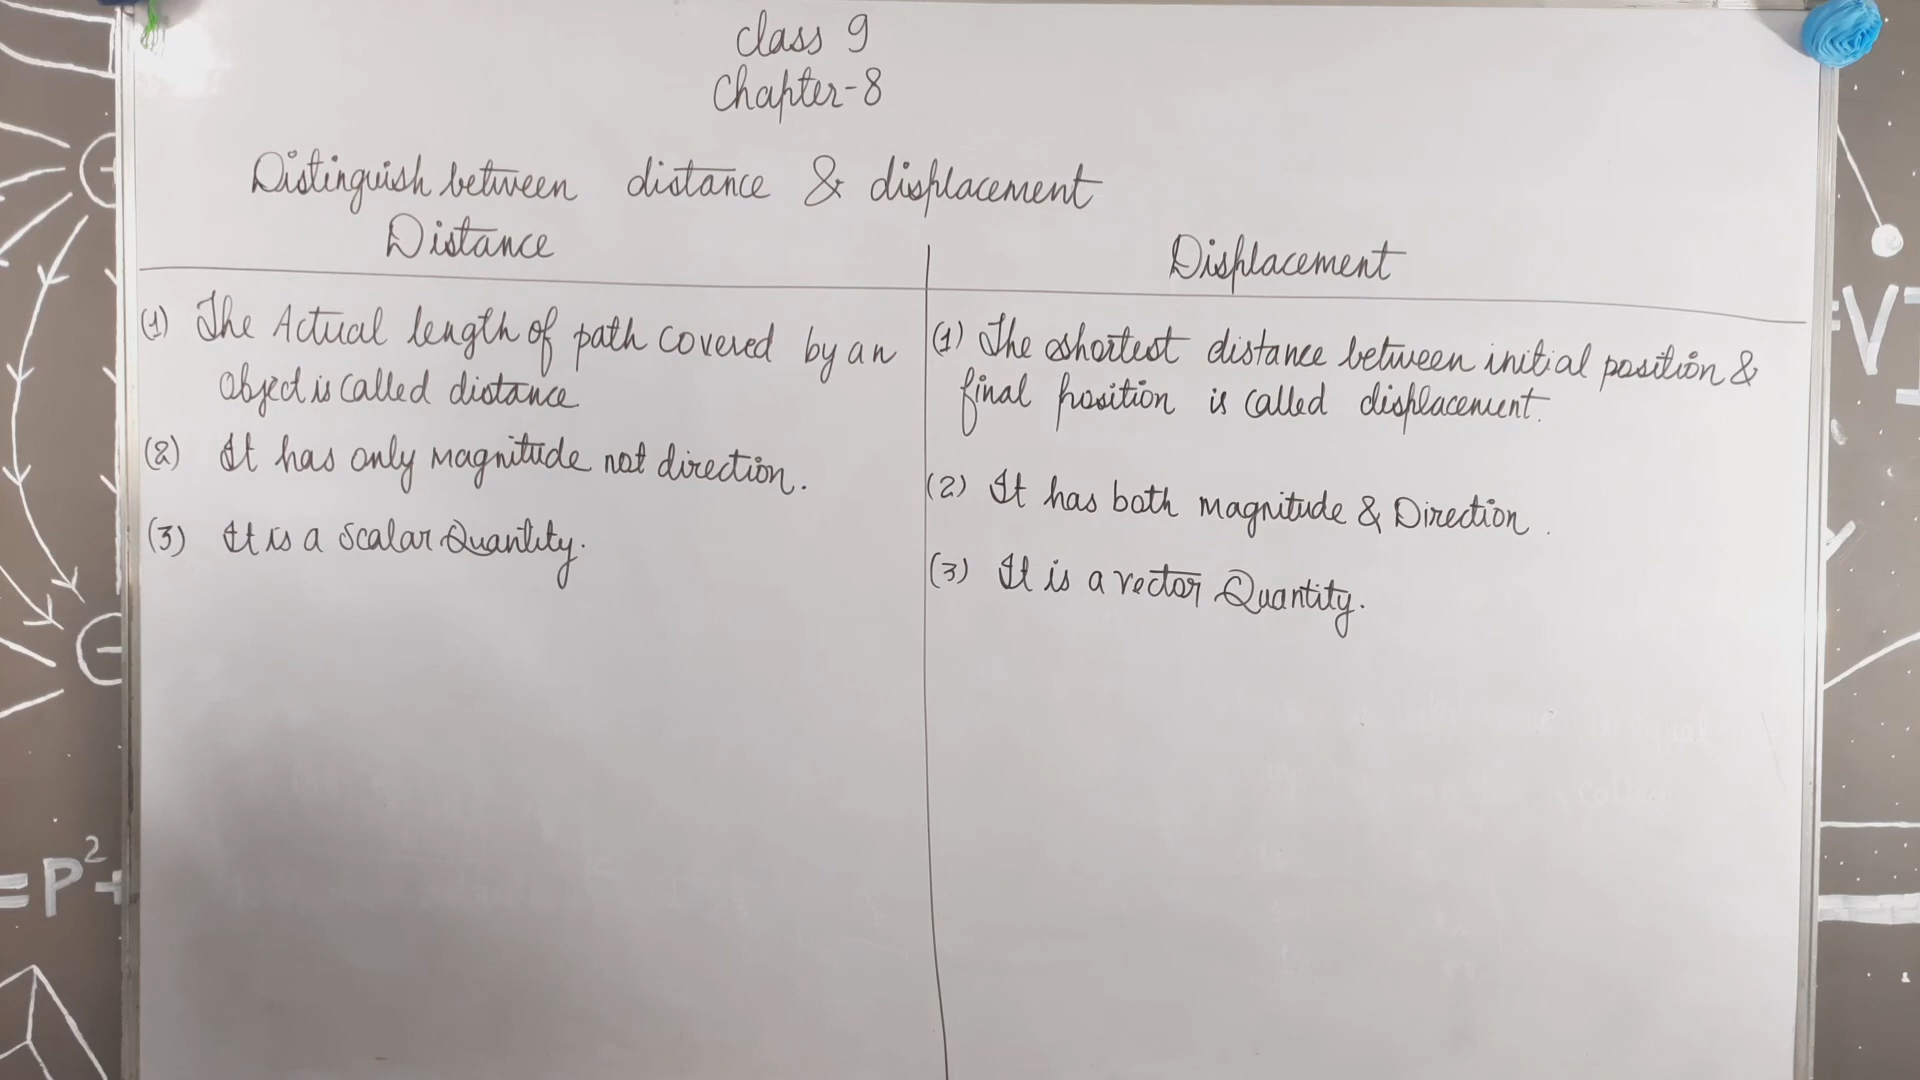 class 9
Chapter-8
Distinguish between distance & displacement
Distance
(1) The Actual length of path covered by an
Object is called distance
(2) It has only magnitude not direction.
(3) It is a scalar Quantity.
Displacement
(1) The shortest distance between initial position &
final position is called displacement.
(2) It has both magnitude & Direction.
(3) It is a vector Quantity.
=P²+
=V